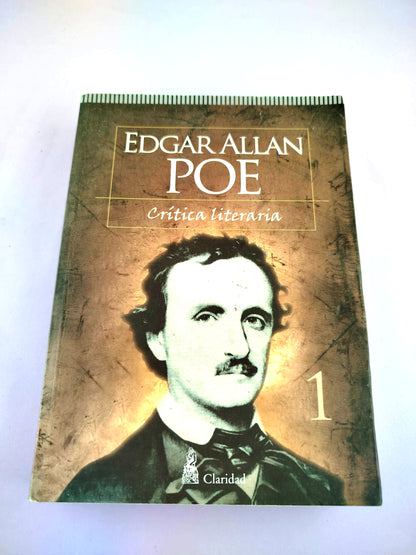 EDGAR ALLAN
POE
Crítica literaria
1
Claridad